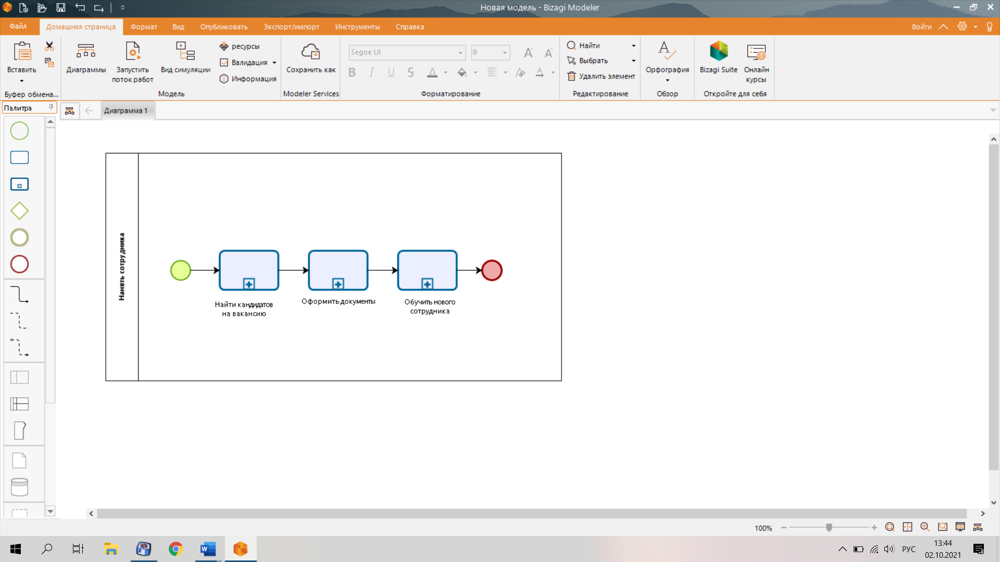 Новая модель - Bizagi Modeler
Файл
Домашняя страница
Формат
Вид
Опубликовать
Экспорт/импорт
Инструменты
Справка
Войти
Вставить
Буфер обмена...
Диаграммы
Запустить
поток работ
Вид симуляции
ресурсы
Валидация
Информация
Модель
Сохранить как
Modeler Services
Segoe UI
8
Форматирование
Найти
Выбрать
Удалить элемент
Редактирование
Орфография
Обзор
Bizagi Suite
Онлайн
курсы
Откройте для себя
Палитра
Диаграмма 1
Нанять сотрудника
Найти кандидатов
на вакансию
Оформить документы
Обучить нового
сотрудника
100%
РУС
13:44
02.10.2021